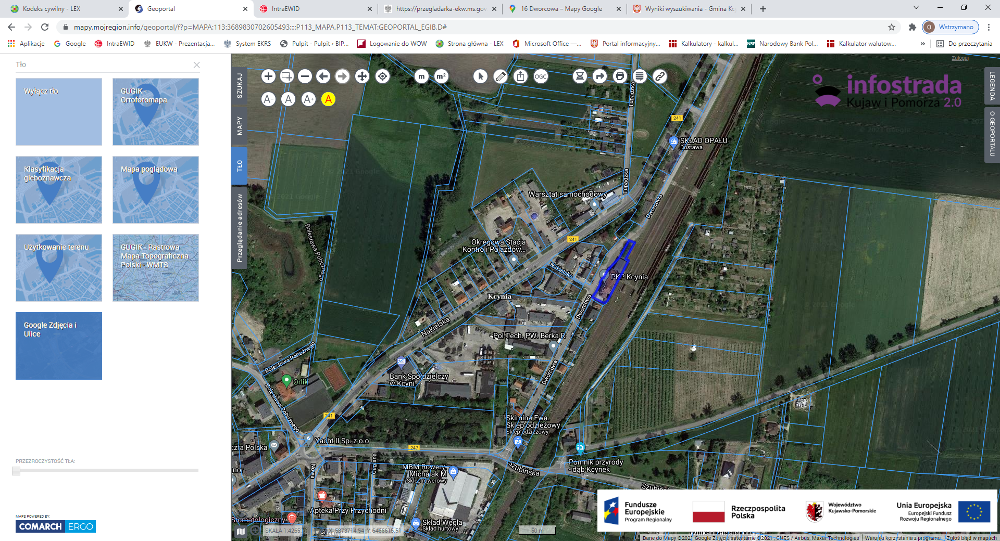 Kodeks cywilny - LEX
Geoportal
IntraEWID
https://przegladarka-ekw.ms.gov
16 Dworcowa – Mapy Google
Wyniki wyszukiwania - Gmina Kcy
mapy.mojregion.info/geoportal/f?p=MAPA:113:3689830702605493::::P113_MAPA,P113_TEMAT:GEOPORTAL_EGIB,D#
O
Wstrzymano
Aplikacje
Google
IntraEWID
EUKW - Prezentacja...
System EKRS
Pulpit - Pulpit ‹ BIP...
Logowanie do WOW
Strona główna - LEX
Microsoft Office —...
Portal informacyjny...
Kalkulatory - kalkul...
NBP
Narodowy Bank Pol...
Kalkulator walutow...
»
Do przeczytania
Tło
Wyłącz tło
GUGIK -
Ortofotomapa
Klasyfikacja
gleboznawcza
Mapa poglądowa
Użytkowanie terenu
GUGIK - Rastrowa
Mapa Topograficzna
Polski - WMTS
Google Zdjęcia i
Ulice
PRZEZROCZYSTOŚĆ TŁA:
MAPS POWERED BY:
COMARCH ERGO
SZUKAJ
MAPY
TŁO
Przeglądanie adresów
m
m²
OGC
A-
A
A+
A
Zaloguj
infostrada
Kujaw i Pomorza 2.0
LEGENDA
O GEOPORTALU
Tupadzka
241
SKŁAD OPAŁU
Dostawa
Tupadzka
Warsztat samochodowy
Dworcowa
Bolesława Pobożnego
Okręgowa Stacja
Kontroli Pojazdów...
241
Nakielska
PKP Kcynia
Kcynia
Dworcowa
Nakielska
Pol-Tech. PW. Berka R
Bolesława Pobożnego
Bank Spółdzielczy
w Kcyni
Dworcowa
Orlik
Bolesława Pobożnego
241
Skimina Ewa.
Sklep odzieżowy
Sklep odzieżowy
Yacht II Sp. z o.o
czta Polska
247
Pomnik przyrody
- dąb Kcynek
Szubińska
Ceglana
Nowa
MBM Rowery.
Michalak M
Sklep rowerowy
anor
Apteka Przy Przychodni
Stomatologiczny
Skład Węgla
Skład hurtowy
SKALA 1:4265
X: 5873714.54 Y: 6466616.51
50 m
Fundusze
Europejskie
Program Regionalny
Rzeczpospolita
Polska
Województwo
Kujawsko-Pomorskie
Unia Europejska
Europejski Fundusz
Rozwoju Regionalnego
Dane do Mapy ©2021 Google Zdjęcie satelitarne ©2021 , CNES / Airbus, Maxar Technologies
Warunki korzystania z programu
Zgłoś błąd w mapach